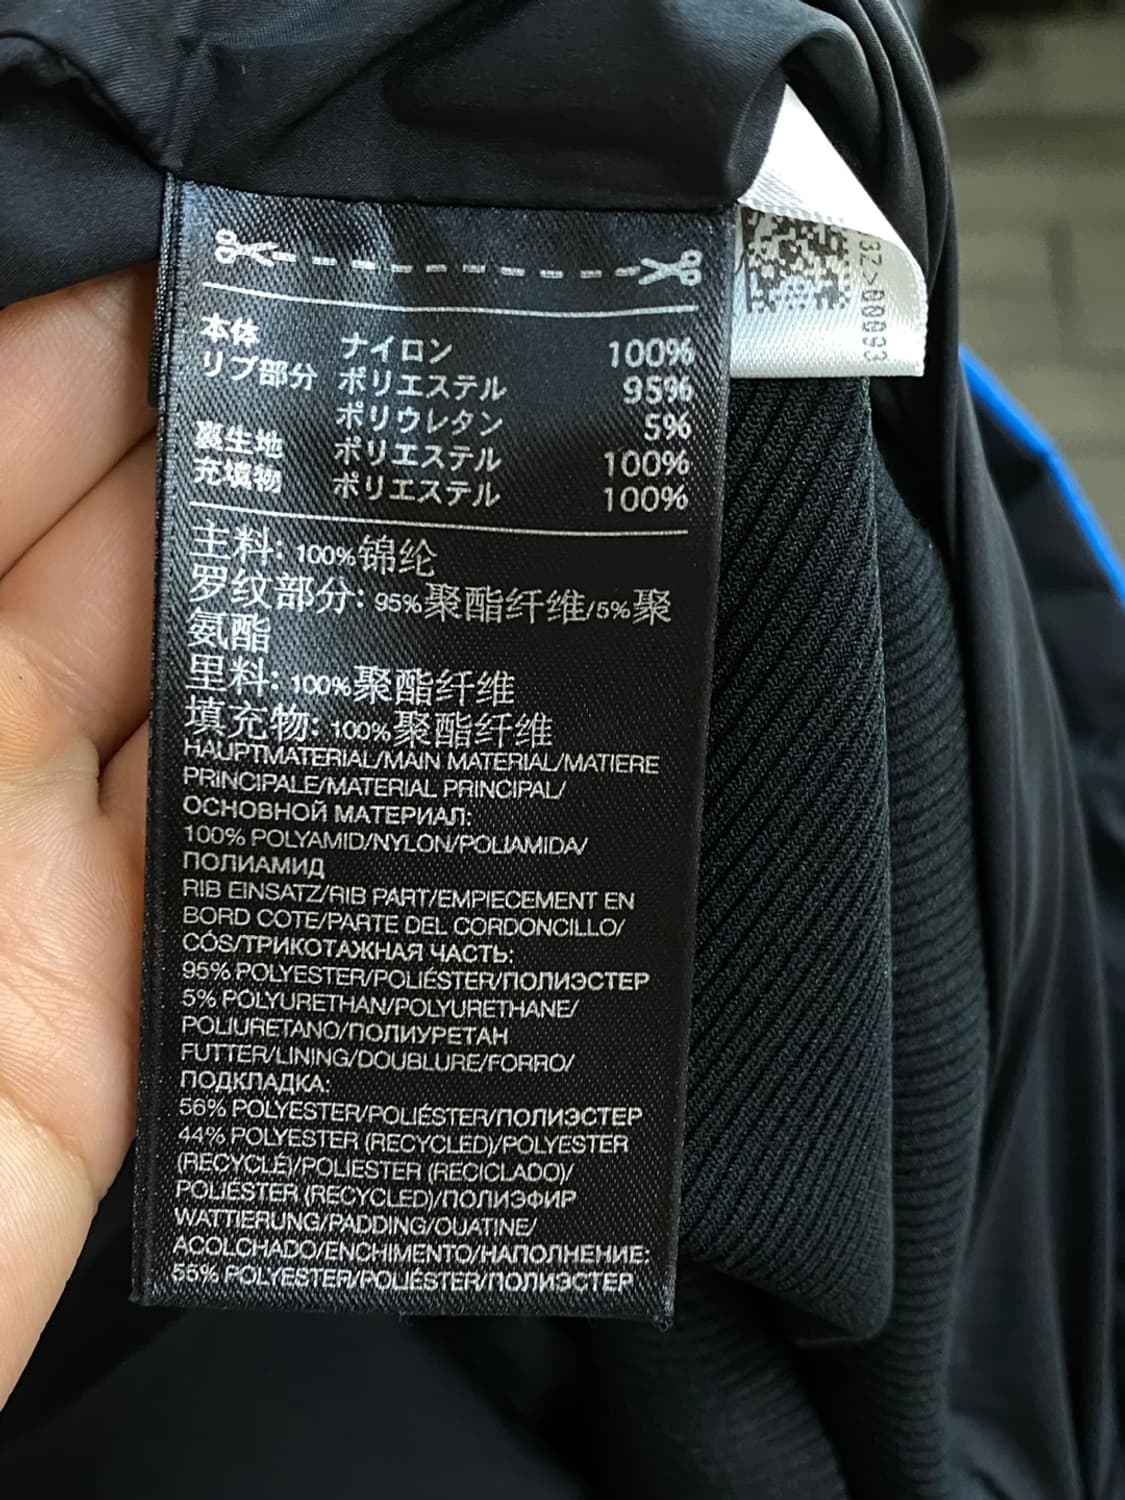 本体 ナイロン 100%
リブ部分 ポリエステル 95%
ポリウレタン 5%
裏生地 ポリエステル 100%
充填物 ポリエステル 100%
主料: 100%锦纶
罗纹部分: 95%聚酯纤维/5%聚
氨酯
里料: 100%聚酯纤维
填充物: 100%聚酯纤维
HAUPTMATERIAL/MAIN MATERIAL/MATIERE
PRINCIPALE/MATERIAL PRINCIPAL/
ОСНОВНОЙ МАТЕРИАЛ:
100% POLYAMID/NYLON/POLIAMIDA/
ПОЛИАМИД
RIB EINSATZ/RIB PART/EMPIECEMENT EN
BORD COTE/PARTE DEL CORDONCILLO/
CÓS/ТРИКОТАЖНАЯ ЧАСТЬ:
95% POLYESTER/POLIÉSTER/ПОЛИЭСТЕР
5% POLYURETHAN/POLYURETHANE/
POLIURETANO/ПОЛИУРЕТАН
FUTTER/LINING/DOUBLURE/FORRO/
ПОДКЛАДКА:
56% POLYESTER/POLIÉSTER/ПОЛИЭСТЕР
44% POLYESTER (RECYCLED)/POLYESTER
(RECYCLÉ)/POLIESTER (RECICLADO)/
POLIÉSTER (RECYCLED)/ПОЛИЭФИР
WATTIERUNG/PADDING/OUATINE/
ACOLCHADO/ENCHIMENTO/НАПОЛНЕНИЕ:
55% POLYESTER/POLIÉSTER/ПОЛИЭСТЕР